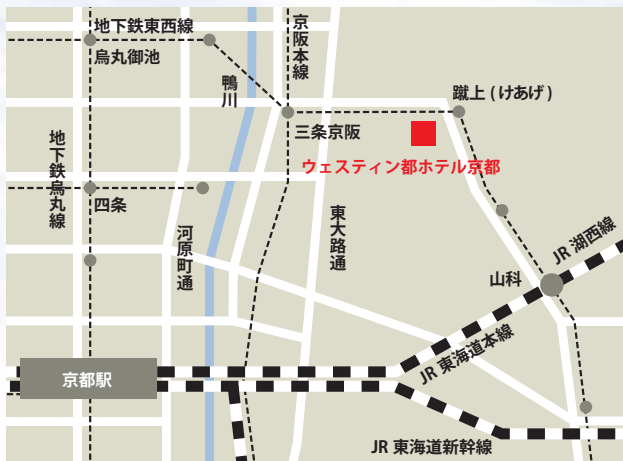 地下鉄東西線
烏丸御池
京阪本線
鴨川
蹴上 ( けあげ )
三条京阪
ウェスティン都ホテル京都
地下鉄烏丸線
四条
河原町通
東大路通
JR 湖西線
山科
JR 東海道本線
京都駅
JR 東海道新幹線